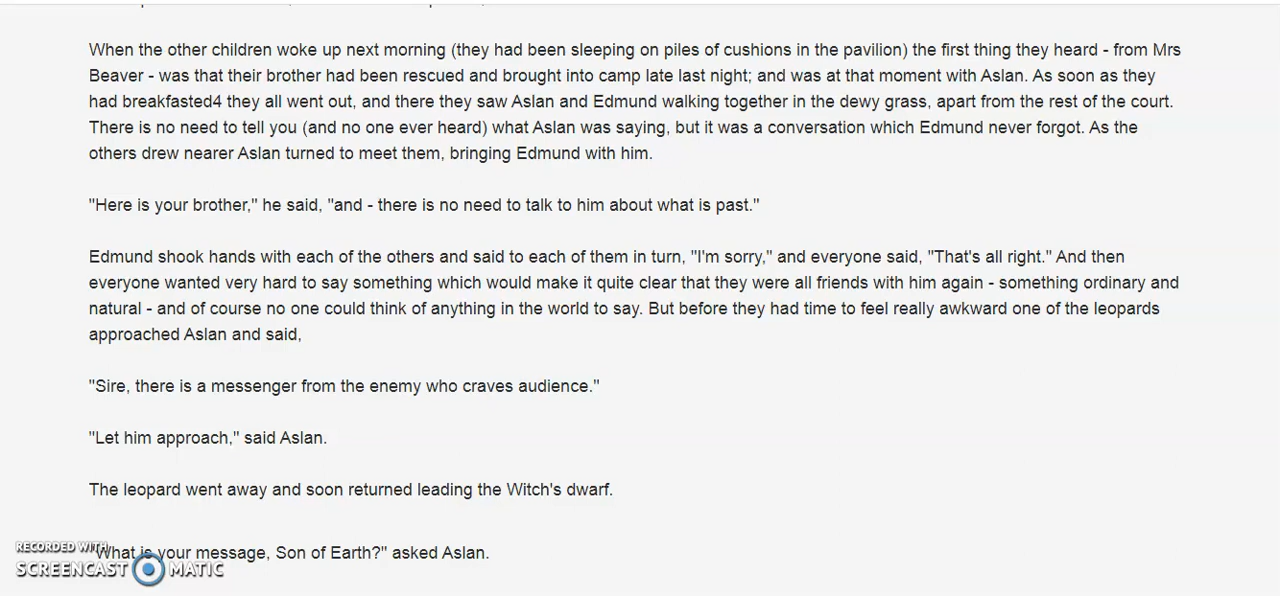 When the other children woke up next morning (they had been sleeping on piles of cushions in the pavilion) the first thing they heard - from Mrs
Beaver - was that their brother had been rescued and brought into camp late last night; and was at that moment with Aslan. As soon as they
had breakfasted4 they all went out, and there they saw Aslan and Edmund walking together in the dewy grass, apart from the rest of the court.
There is no need to tell you (and no one ever heard) what Aslan was saying, but it was a conversation which Edmund never forgot. As the
others drew nearer Aslan turned to meet them, bringing Edmund with him.
"Here is your brother," he said, "and - there is no need to talk to him about what is past."
Edmund shook hands with each of the others and said to each of them in turn, "I'm sorry," and everyone said, "That's all right." And then
everyone wanted very hard to say something which would make it quite clear that they were all friends with him again - something ordinary and
natural - and of course no one could think of anything in the world to say. But before they had time to feel really awkward one of the leopards
approached Aslan and said,
"Sire, there is a messenger from the enemy who craves audience."
"Let him approach," said Aslan.
The leopard went away and soon returned leading the Witch's dwarf.
"What is your message, Son of Earth?" asked Aslan.
RECORDED WITH
SCREENCAST MATIC